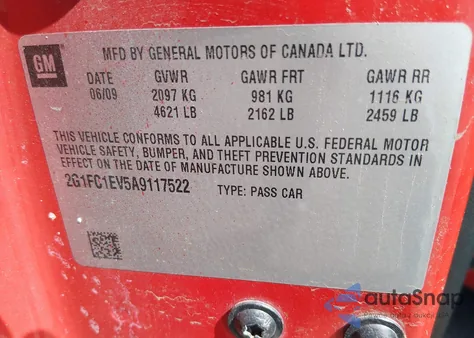 GM
MFD BY GENERAL MOTORS OF CANADA LTD.
DATE GVWR GAWR FRT GAWR RR
06/09 2097 KG 981 KG 1116 KG
4621 LB 2162 LB 2459 LB
THIS VEHICLE CONFORMS TO ALL APPLICABLE U.S. FEDERAL MOTOR
VEHICLE SAFETY, BUMPER, AND THEFT PREVENTION STANDARDS IN
EFFECT ON THE DATE OF MANUFACTURE SHOWN ABOVE.
2G1FC1EV5A9117522 TYPE: PASS CAR
autoSnap